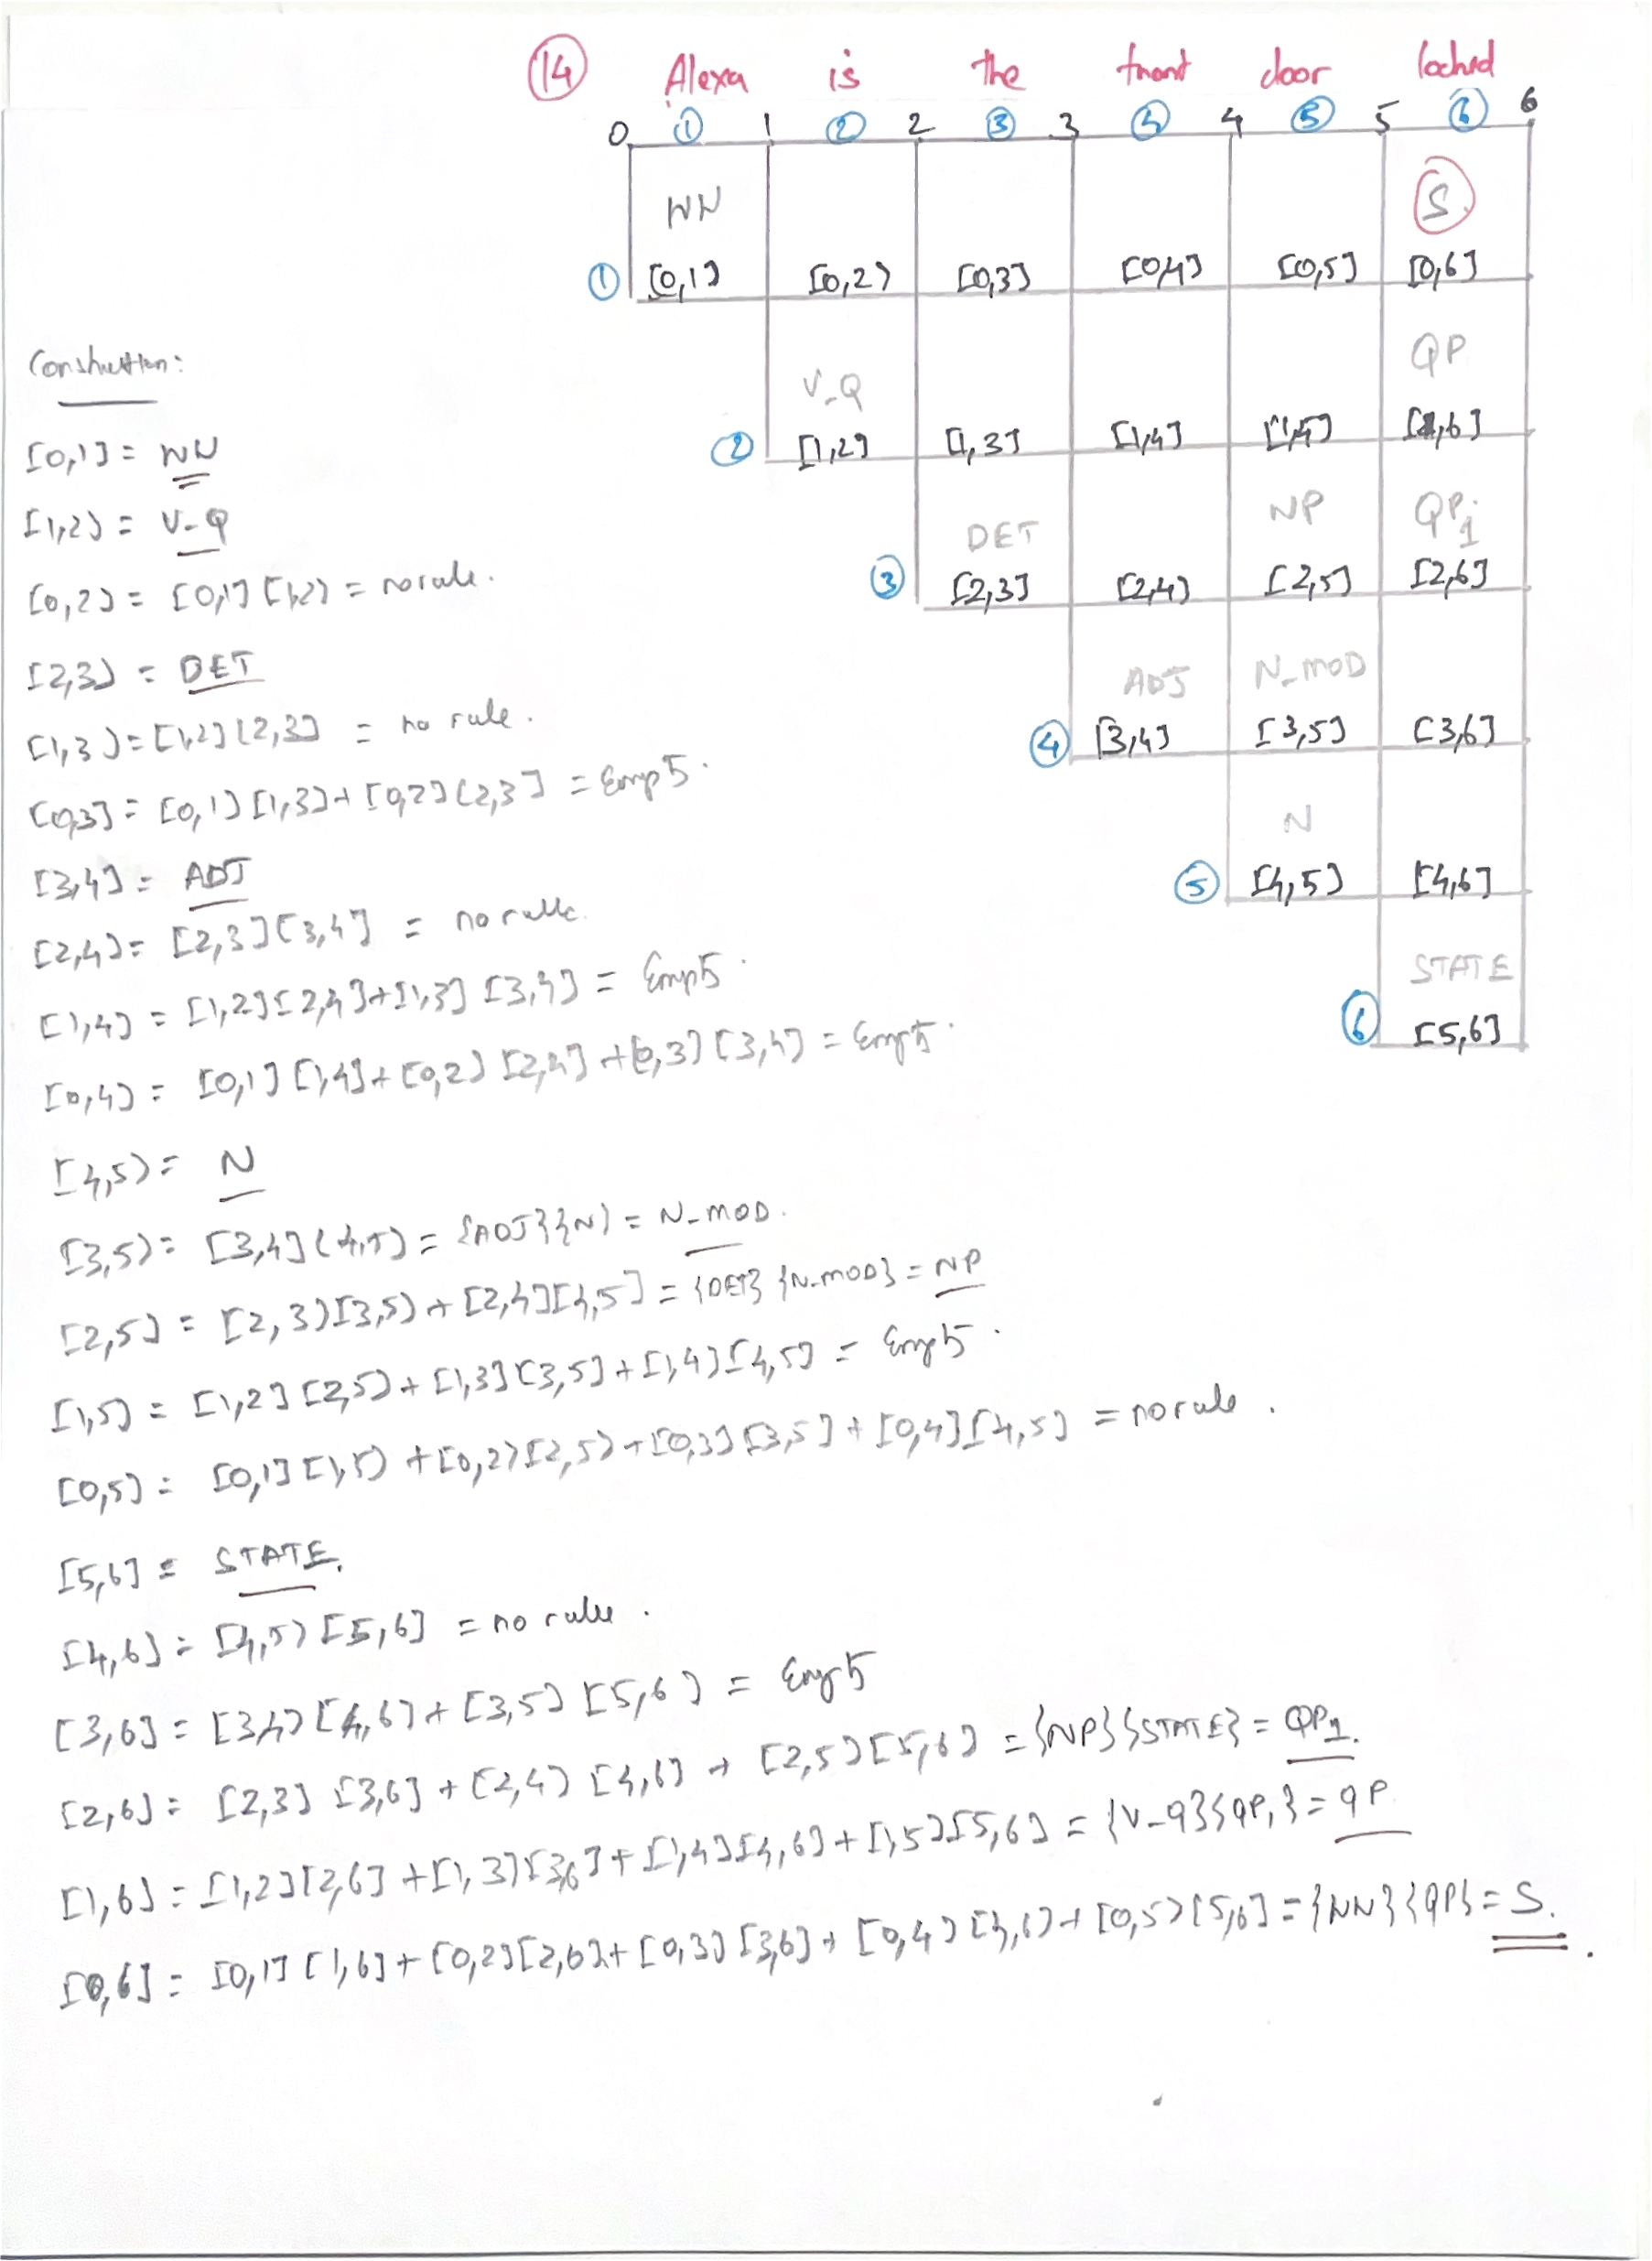 14 Alexa is the front door locked
0 ① 1 ② 2 ③ 3 ④ 4 ⑤ 5 ⑥ 6
WN S
① [0,1] [0,2] [0,3] [0,4] [0,5] [0,6]
V_Q QP
② [1,2] [1,3] [1,4] [1,5] [1,6]
DET NP QP1
③ [2,3] [2,4] [2,5] [2,6]
ADJ N_MOD
④ [3,4] [3,5] [3,6]
N
⑤ [4,5] [4,6]
STATE
⑥ [5,6]
Construction:
[0,1] = WN
[1,2] = V-Q
[0,2] = [0,1] [1,2] = no rule.
[2,3] = DET
[1,3] = [1,2] [2,3] = no rule.
[0,3] = [0,1] [1,3] + [0,2] [2,3] = Empty.
[3,4] = ADJ
[2,4] = [2,3] [3,4] = no rule.
[1,4] = [1,2] [2,4] + [1,3] [3,4] = Empty.
[0,4] = [0,1] [1,4] + [0,2] [2,4] + [0,3] [3,4] = Empty.
[4,5] = N
[3,5] = [3,4] [4,5] = {ADJ} {N} = N-MOD.
[2,5] = [2,3] [3,5] + [2,4] [4,5] = {DET} {N-MOD} = NP
[1,5] = [1,2] [2,5] + [1,3] [3,5] + [1,4] [4,5] = Empty.
[0,5] = [0,1] [1,5] + [0,2] [2,5] + [0,3] [3,5] + [0,4] [4,5] = no rule.
[5,6] = STATE.
[4,6] = [4,5] [5,6] = no rule.
[3,6] = [3,4] [4,6] + [3,5] [5,6] = Empty
[2,6] = [2,3] [3,6] + [2,4] [4,6] + [2,5] [5,6] = {NP} {STATE} = QP1.
[1,6] = [1,2] [2,6] + [1,3] [3,6] + [1,4] [4,6] + [1,5] [5,6] = {V-Q} {QP1} = QP.
[0,6] = [0,1] [1,6] + [0,2] [2,6] + [0,3] [3,6] + [0,4] [4,6] + [0,5] [5,6] = {WN} {QP} = S.